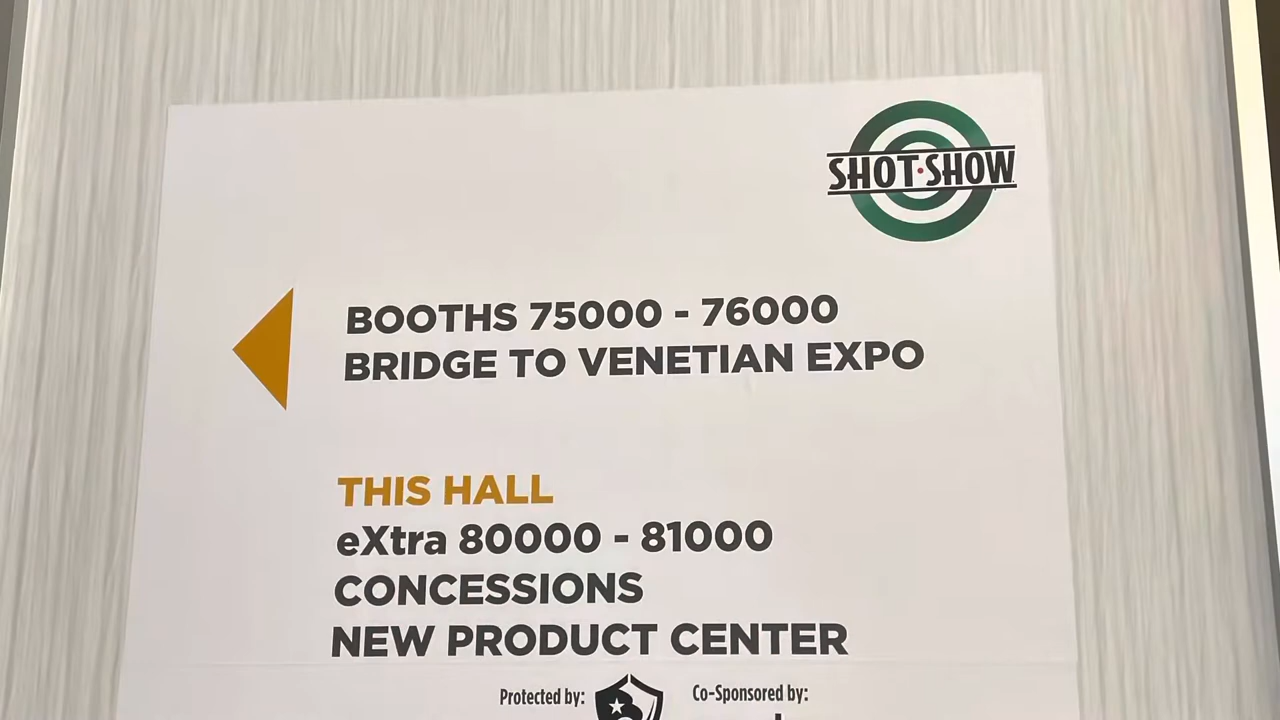 SHOT·SHOW
BOOTHS 75000 - 76000
BRIDGE TO VENETIAN EXPO
THIS HALL
eXtra 80000 - 81000
CONCESSIONS
NEW PRODUCT CENTER
Protected by:
Co-Sponsored by: